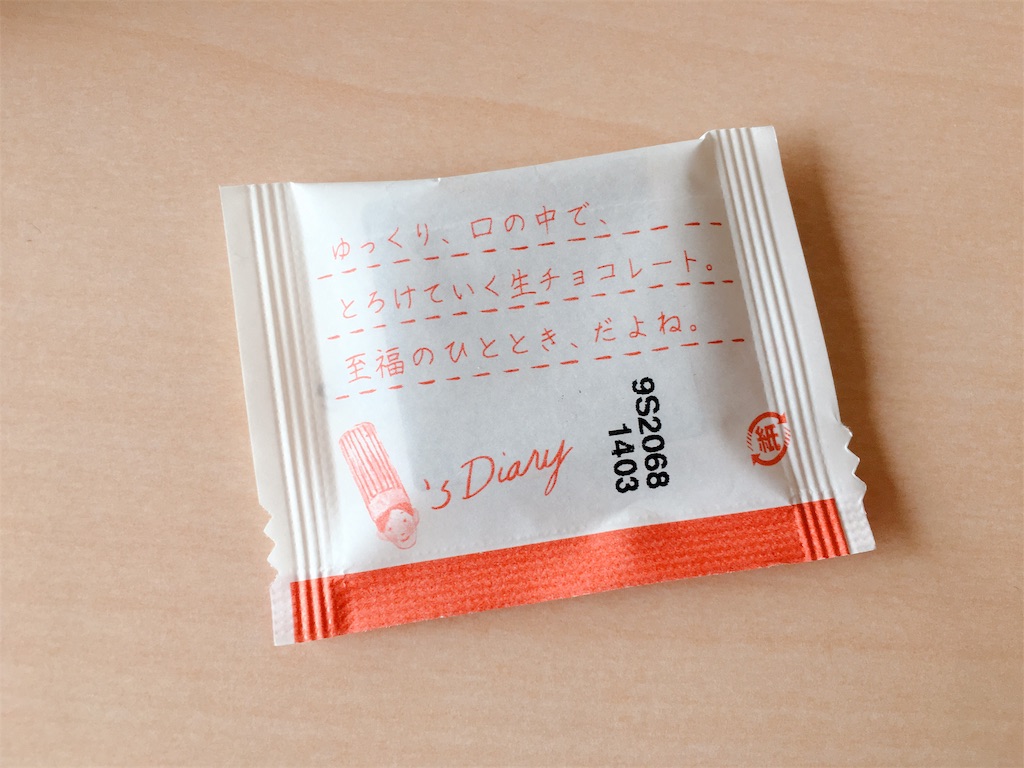 ゆっくり、口の中で、
とろけていく生チョコレート。
至福のひととき、だよね。
's Diary
9S2068
1403
紙